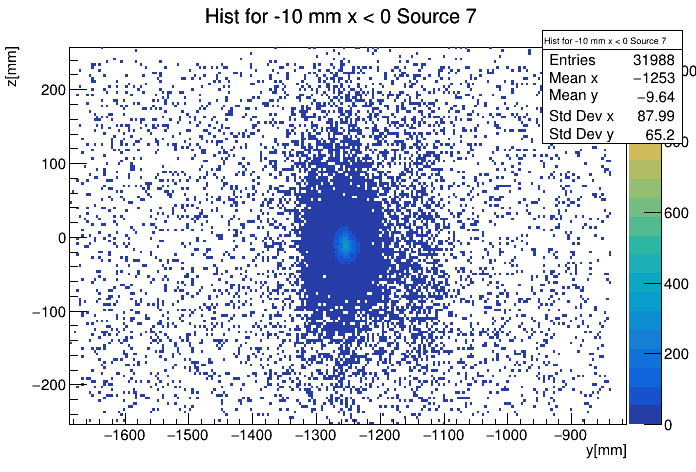 Hist for -10 mm x < 0 Source 7
z[mm]
Hist for -10 mm x < 0 Source 7
Entries 31988
Mean x −1253
Mean y −9.64
Std Dev x 87.99
Std Dev y 65.2
200
100
0
−100
−200
−1600 −1500 −1400 −1300 −1200 −1100 −1000 −900
y[mm]
600
400
200
0